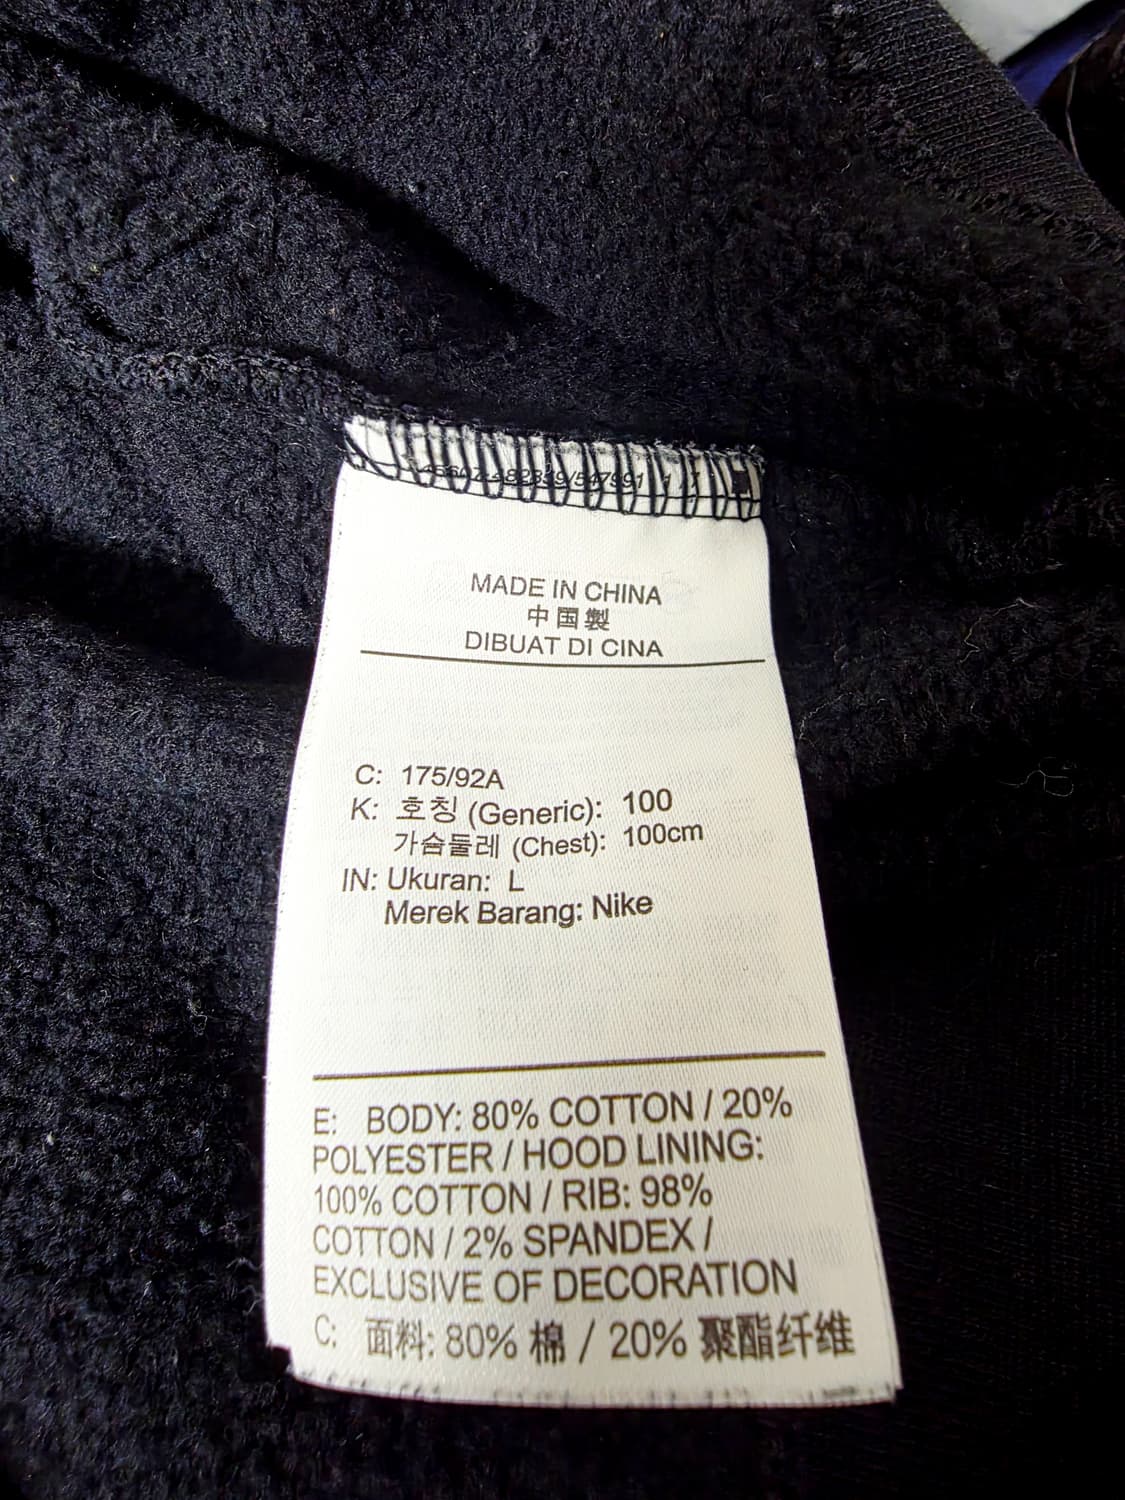 MADE IN CHINA
中国製
DIBUAT DI CINA
C: 175/92A
K: 호칭 (Generic): 100
가슴둘레 (Chest): 100cm
IN: Ukuran: L
Merek Barang: Nike
E: BODY: 80% COTTON / 20%
POLYESTER / HOOD LINING:
100% COTTON / RIB: 98%
COTTON / 2% SPANDEX /
EXCLUSIVE OF DECORATION
C: 面料: 80% 棉 / 20% 聚酯纤维